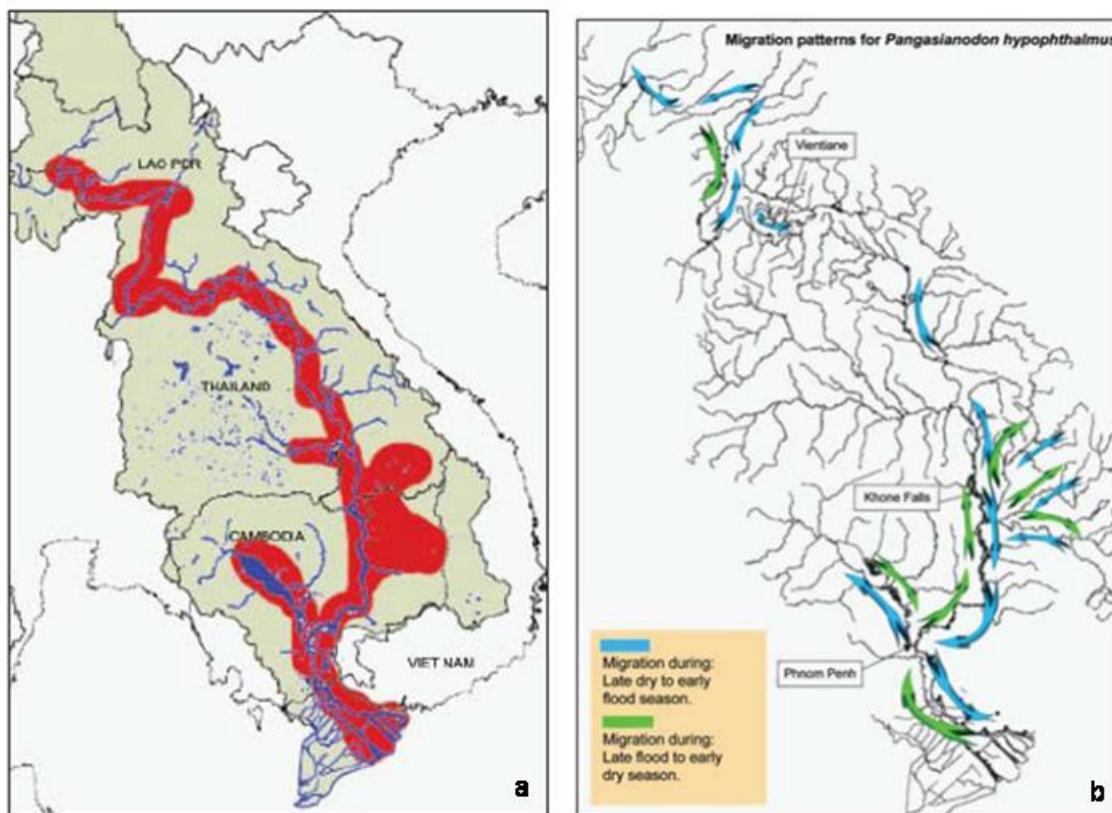 LAO PDR
THAILAND
CAMBODIA
VIET NAM
a
Migration patterns for Pangasianodon hypophthalmus
Vientiane
Khone Falls
Phnom Penh
Migration during:
Late dry to early
flood season.
Migration during:
Late flood to early
dry season.
b